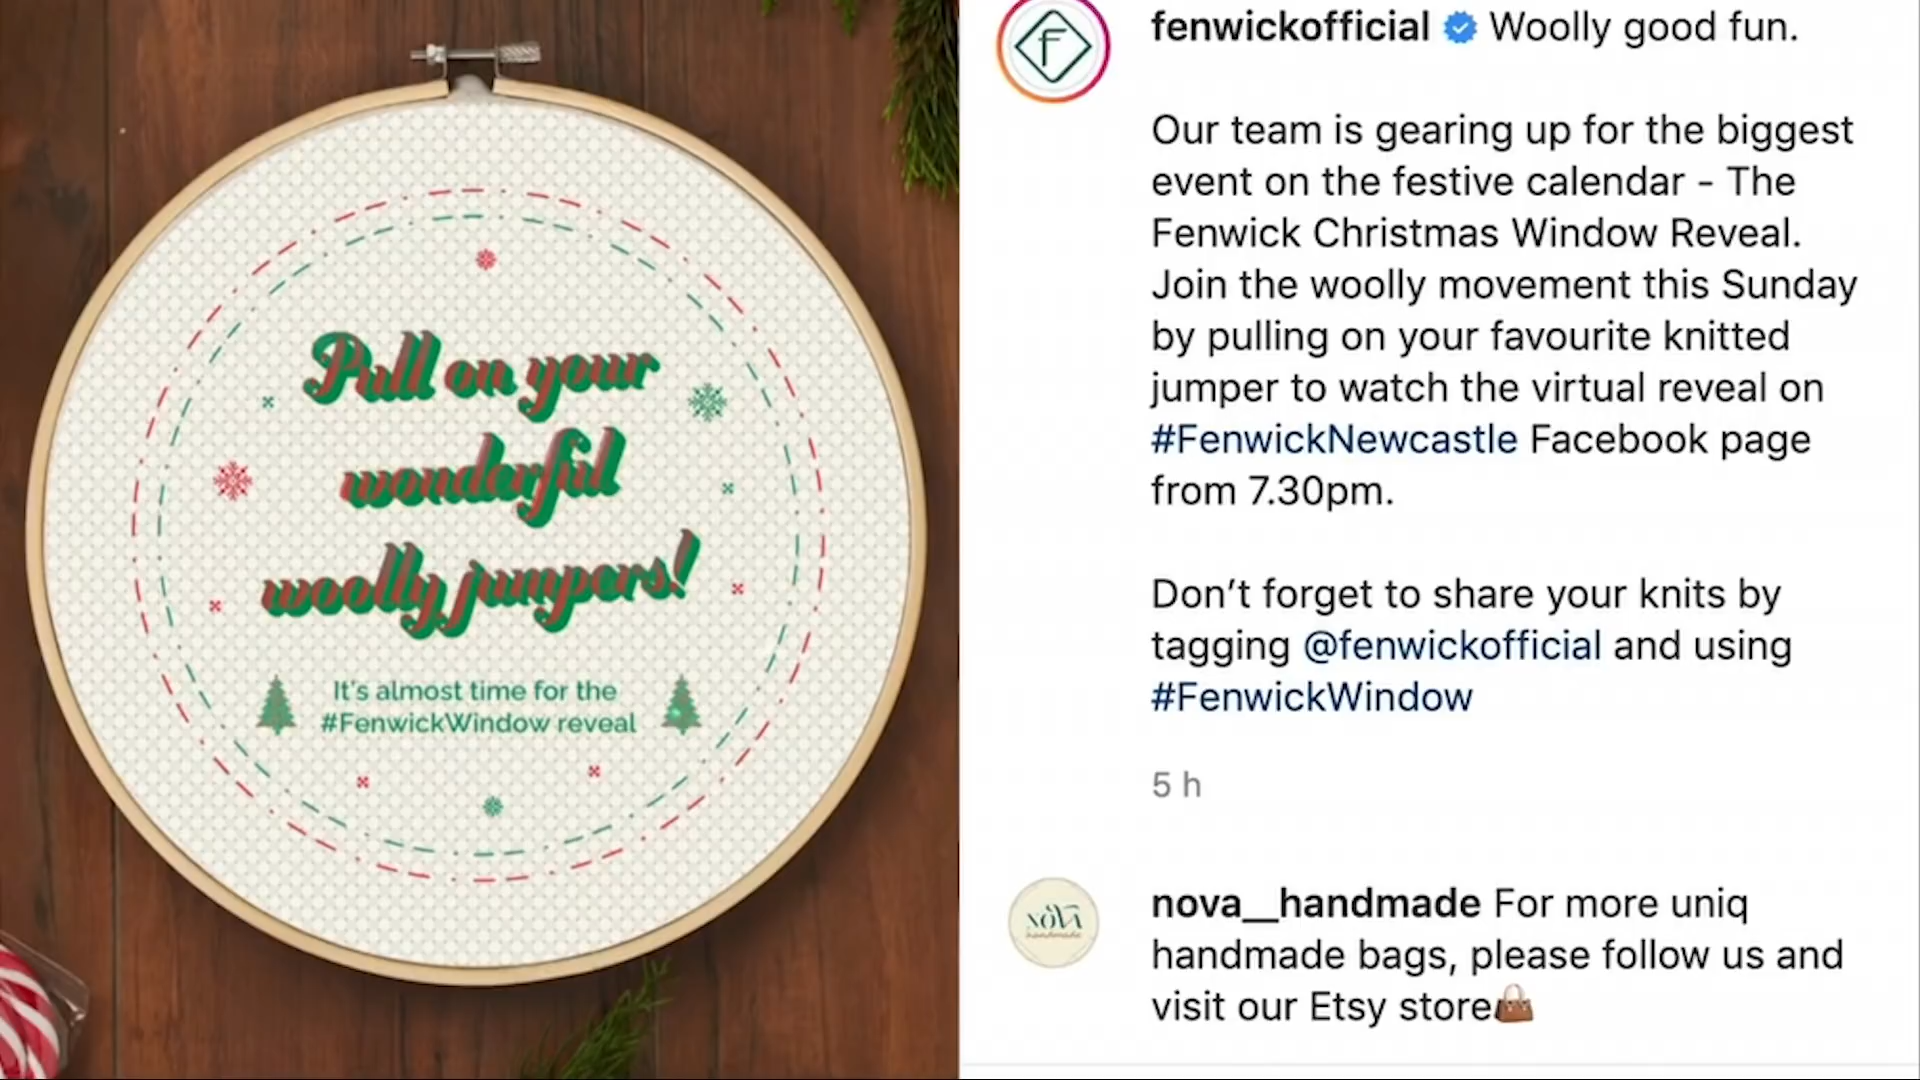 Pull on your
wonderful
woolly jumpers!
It's almost time for the
#FenwickWindow reveal
F
fenwickofficial Woolly good fun.
Our team is gearing up for the biggest
event on the festive calendar - The
Fenwick Christmas Window Reveal.
Join the woolly movement this Sunday
by pulling on your favourite knitted
jumper to watch the virtual reveal on
#FenwickNewcastle Facebook page
from 7.30pm.
Don’t forget to share your knits by
tagging @fenwickofficial and using
#FenwickWindow
5 h
nova
handmade
nova__handmade For more uniq
handmade bags, please follow us and
visit our Etsy store👜